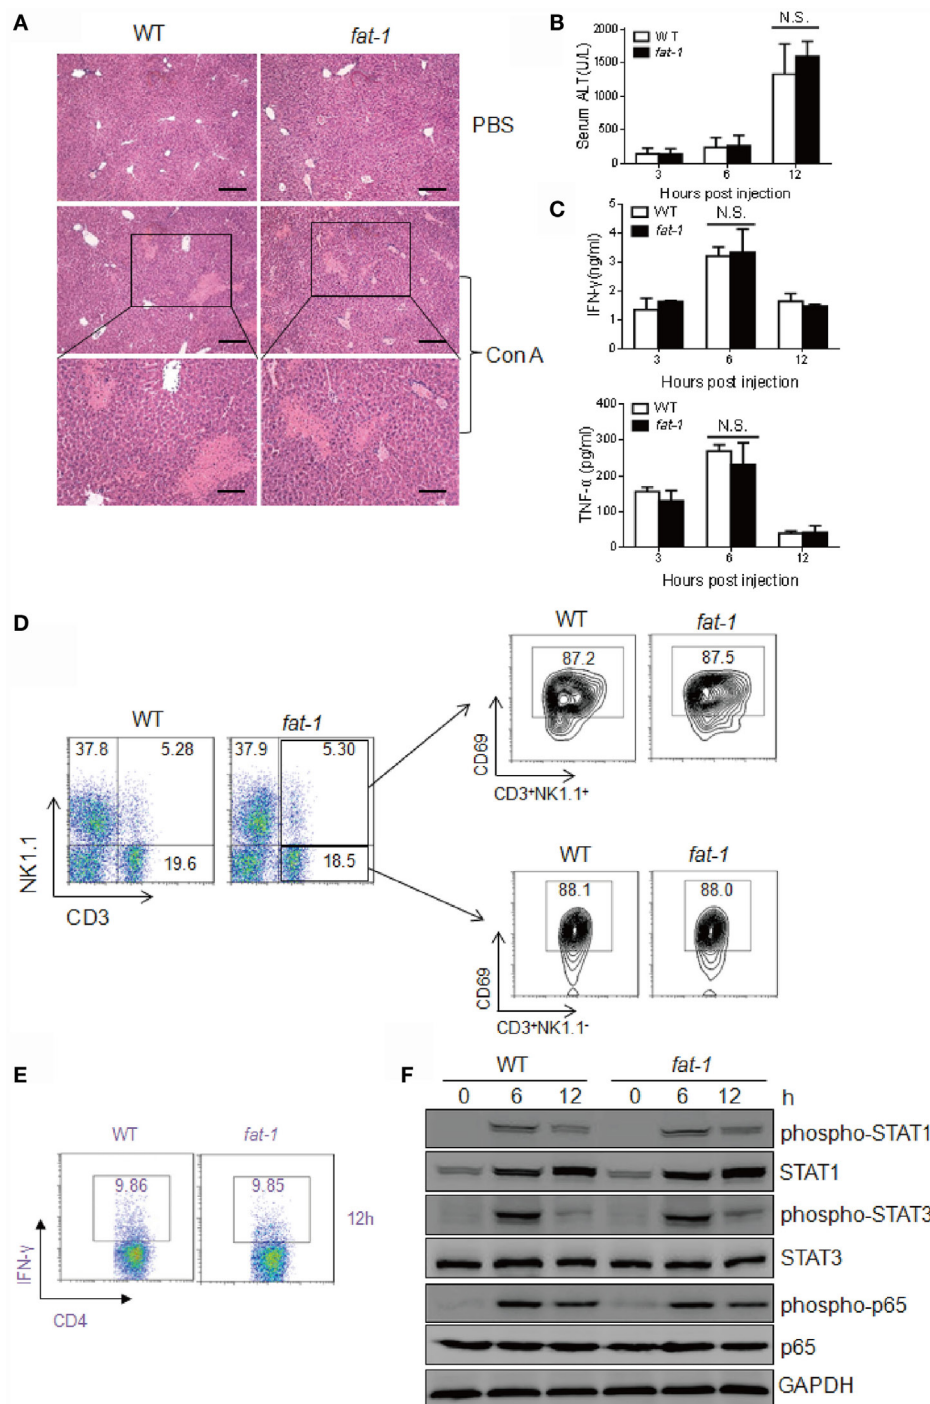 A
WT
fat-1
PBS
Con A
B
WT
fat-1
N.S.
Serum ALT(U/L)
2000
1500
1000
500
0
3
6
12
Hours post injection
C
WT
fat-1
N.S.
IFN-γ(ng/ml)
5
4
3
2
1
0
3
6
12
Hours post injection
WT
fat-1
N.S.
TNF-α (pg/ml)
400
300
200
100
0
3
6
12
Hours post injection
D
WT
fat-1
37.8
5.28
19.6
37.9
5.30
18.5
NK1.1
CD3
WT
fat-1
87.2
87.5
CD69
CD3⁺NK1.1⁺
WT
fat-1
88.1
88.0
CD69
CD3⁺NK1.1⁻
E
WT
fat-1
9.86
9.85
12h
IFN-γ
CD4
F
WT
fat-1
0 6 12 0 6 12 h
phospho-STAT1
STAT1
phospho-STAT3
STAT3
phospho-p65
p65
GAPDH